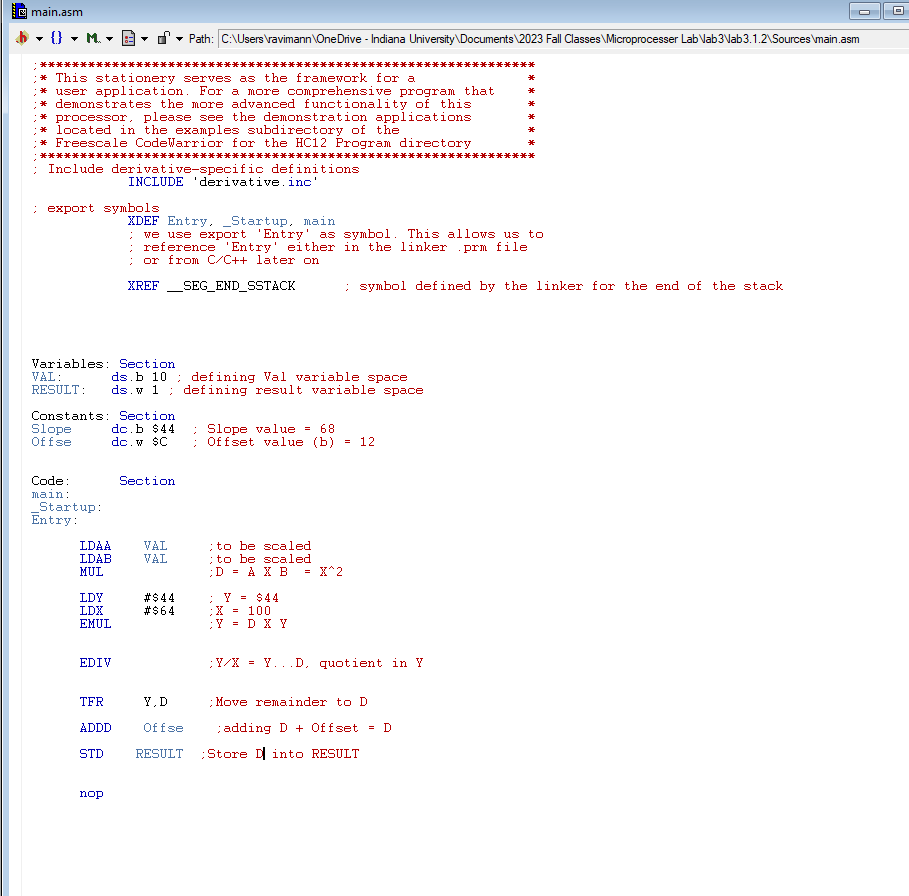 main.asm
{} M. Path: C:\Users\ravimann\OneDrive - Indiana University\Documents\2023 Fall Classes\Microprocesser Lab\lab3\lab3.1.2\Sources\main.asm
;**************************************************************
;* This stationery serves as the framework for a              *
;* user application. For a more comprehensive program that    *
;* demonstrates the more advanced functionality of this       *
;* processor, please see the demonstration applications       *
;* located in the examples subdirectory of the                *
;* Freescale CodeWarrior for the HC12 Program directory       *
;**************************************************************
; Include derivative-specific definitions
INCLUDE 'derivative.inc'
; export symbols
XDEF Entry, _Startup, main
; we use export 'Entry' as symbol. This allows us to
; reference 'Entry' either in the linker .prm file
; or from C/C++ later on
XREF __SEG_END_SSTACK ; symbol defined by the linker for the end of the stack
Variables: Section
VAL: ds.b 10 ; defining Val variable space
RESULT: ds.w 1 ; defining result variable space
Constants: Section
Slope dc.b $44 ; Slope value = 68
Offse dc.w $C ; Offset value (b) = 12
Code: Section
main:
_Startup:
Entry:
LDAA VAL ;to be scaled
LDAB VAL ;to be scaled
MUL ;D = A X B = X^2
LDY #$44 ; Y = $44
LDX #$64 ;X = 100
EMUL ;Y = D X Y
EDIV ;Y/X = Y...D, quotient in Y
TFR Y,D ;Move remainder to D
ADDD Offse ;adding D + Offset = D
STD RESULT ;Store D into RESULT
nop